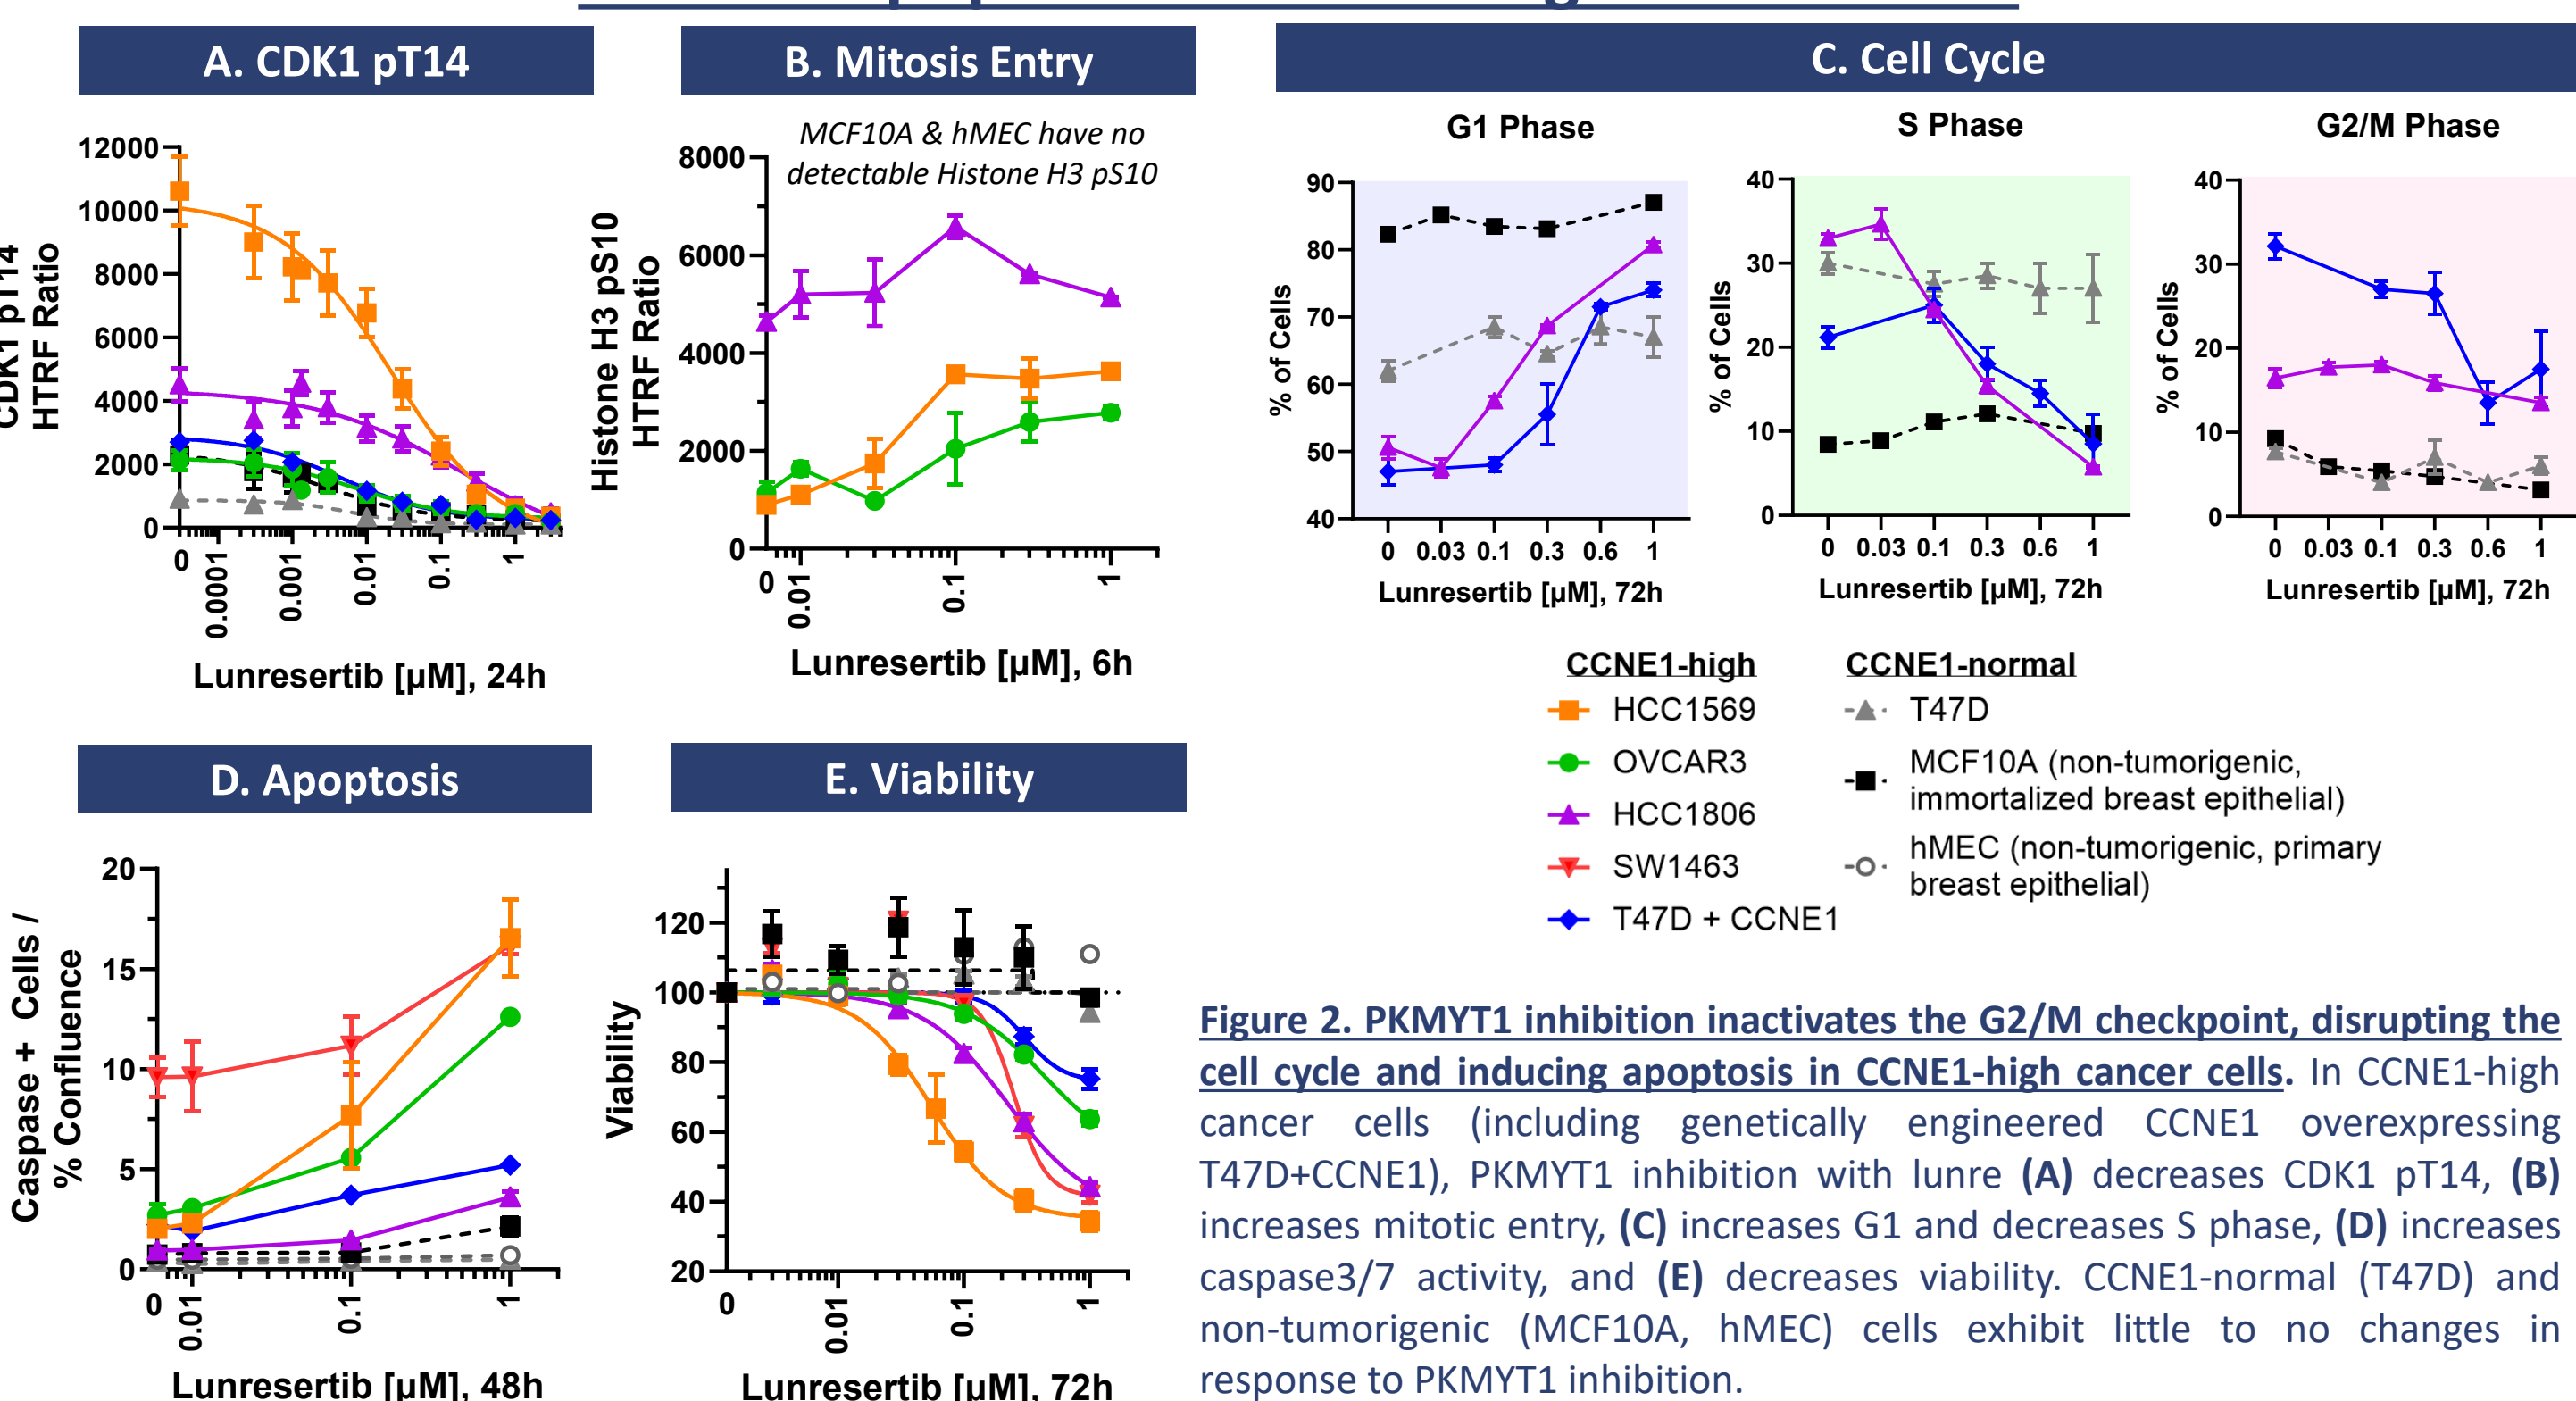 A. CDK1 pT14
CDK1 pT14
HTRF Ratio
12000
10000
8000
6000
4000
2000
0
0
0.0001
0.001
0.01
0.1
1
Lunresertib [µM], 24h
B. Mitosis Entry
MCF10A & hMEC have no
detectable Histone H3 pS10
Histone H3 pS10
HTRF Ratio
8000
6000
4000
2000
0
0
0.01
0.1
1
Lunresertib [µM], 6h
C. Cell Cycle
G1 Phase
% of Cells
90
80
70
60
50
40
0 0.03 0.1 0.3 0.6 1
Lunresertib [µM], 72h
S Phase
% of Cells
40
30
20
10
0
0 0.03 0.1 0.3 0.6 1
Lunresertib [µM], 72h
G2/M Phase
% of Cells
40
30
20
10
0
0 0.03 0.1 0.3 0.6 1
Lunresertib [µM], 72h
CCNE1-high
HCC1569
OVCAR3
HCC1806
SW1463
T47D + CCNE1
CCNE1-normal
T47D
MCF10A (non-tumorigenic,
immortalized breast epithelial)
hMEC (non-tumorigenic, primary
breast epithelial)
D. Apoptosis
Caspase + Cells /
% Confluence
20
15
10
5
0
0
0.01
0.1
1
Lunresertib [µM], 48h
E. Viability
Viability
120
100
80
60
40
20
0
0.01
0.1
1
Lunresertib [µM], 72h
Figure 2. PKMYT1 inhibition inactivates the G2/M checkpoint, disrupting the
cell cycle and inducing apoptosis in CCNE1-high cancer cells. In CCNE1-high
cancer cells (including genetically engineered CCNE1 overexpressing
T47D+CCNE1), PKMYT1 inhibition with lunre (A) decreases CDK1 pT14, (B)
increases mitotic entry, (C) increases G1 and decreases S phase, (D) increases
caspase3/7 activity, and (E) decreases viability. CCNE1-normal (T47D) and
non-tumorigenic (MCF10A, hMEC) cells exhibit little to no changes in
response to PKMYT1 inhibition.